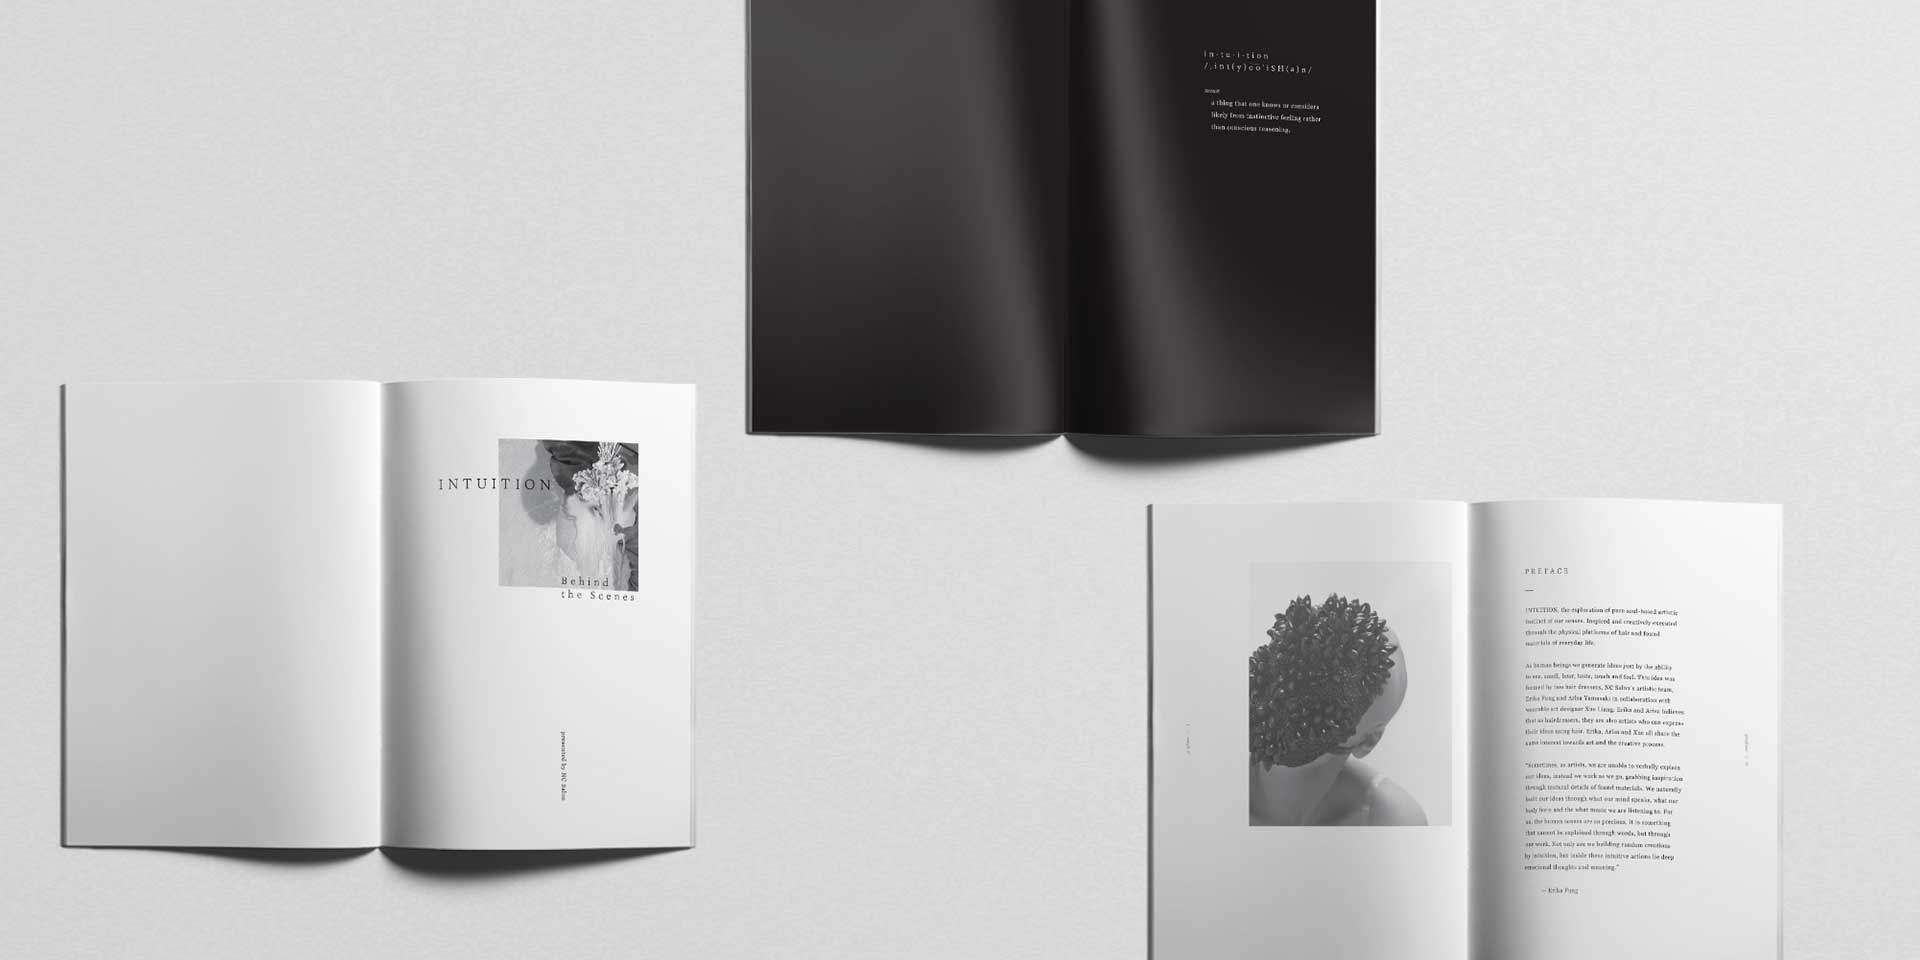 in·tu·i·tion
/ˌint(y)o͞oˈiSH(ə)n/
noun
a thing that one knows or considers
likely from instinctive feeling rather
than conscious reasoning.
INTUITION
Behind
the Scenes
presented by NC Salon
PREFACE
INTUITION, the exploration of pure soul-based artistic
instinct of our senses. Inspired and creatively executed
through the physical platforms of hair and found
materials of everyday life.
As human beings we generate ideas just by the ability
to see, smell, hear, taste, touch and feel. This idea was
formed by two hair dressers, NC Salon's artistic team,
Erika Fung and Arisa Yamasaki in collaboration with
wearable art designer Xue Liang. Erika and Arisa believes
that as hairdressers, they are also artists who can express
their ideas using hair. Erika, Arisa and Xue all share the
same interest towards art and the creative process.
"Sometimes, as artists, we are unable to verbally explain
our ideas, instead we work as we go, grabbing inspiration
through textural details of found materials. We naturally
built our ideas through what our mind speaks, what our
body feels and the what music we are listening to. For
us, the human senses are so precious, it is something
that cannot be explained through words, but through
our work. Not only are we building random creations
by intuition, but inside these intuitive actions lie deep
emotional thoughts and meaning."
— Erika Fung